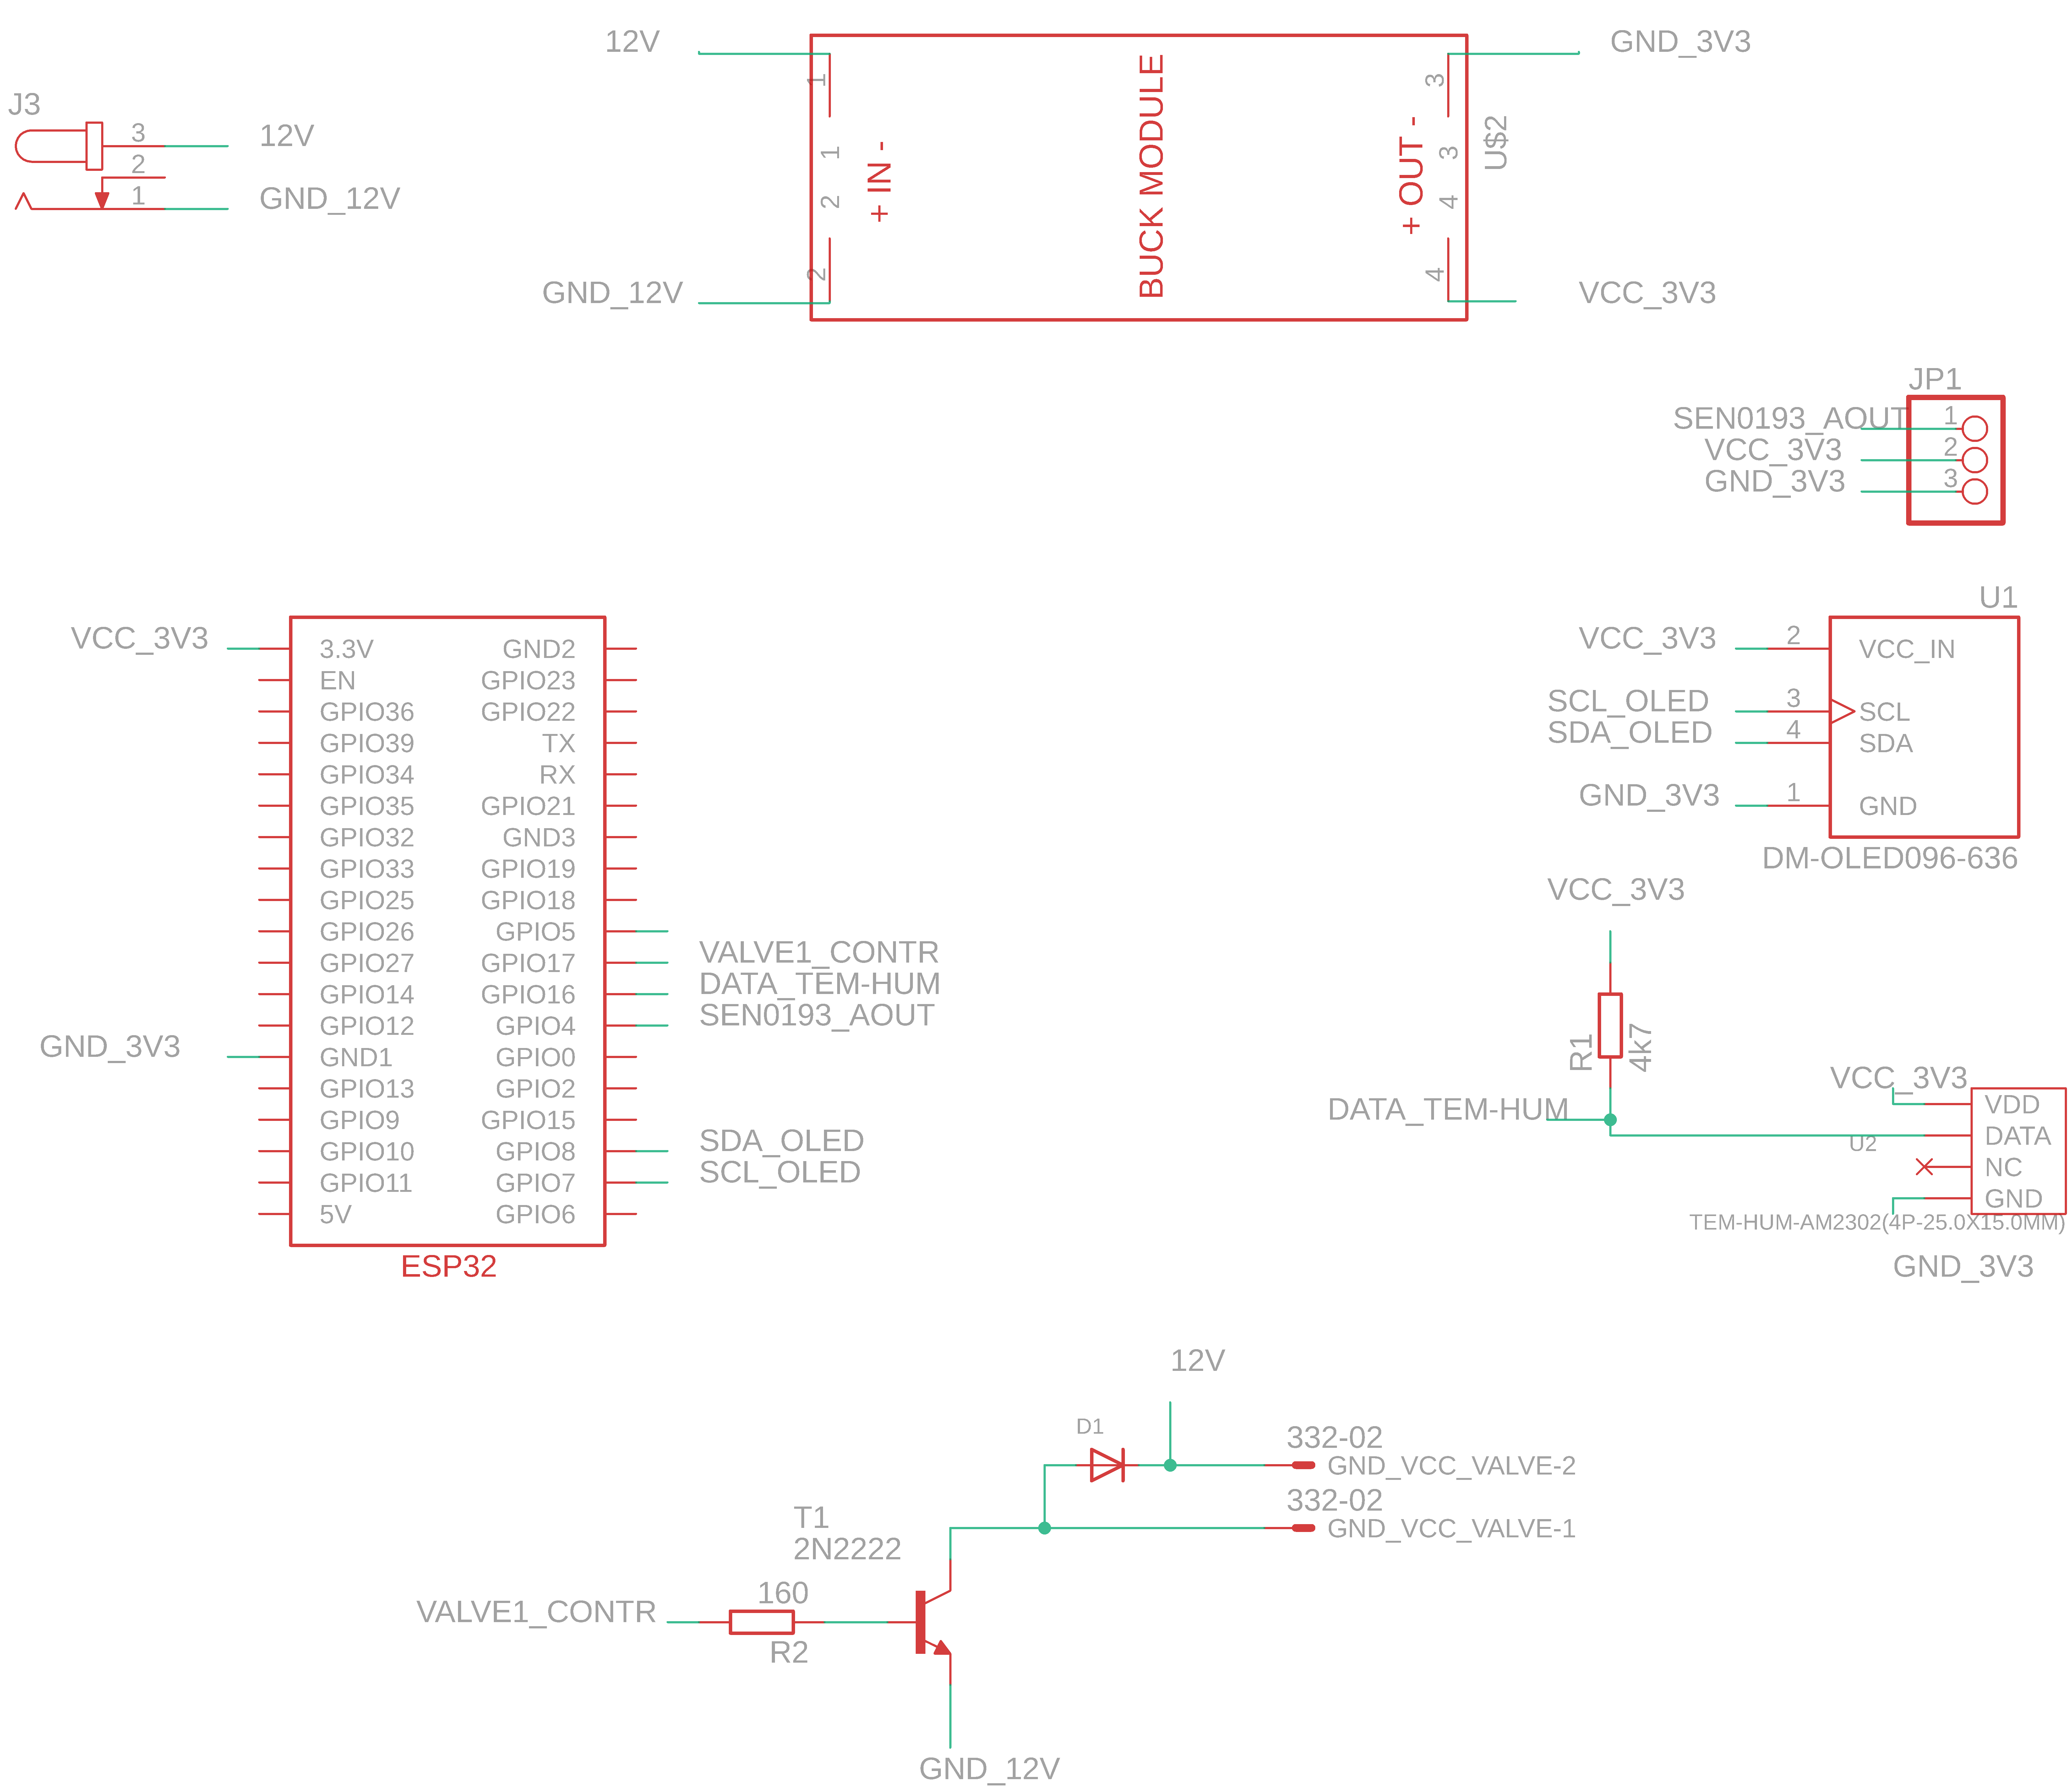 J3
3
2
1
12V
GND_12V
12V
GND_12V
1
1
2
2
+ IN -
BUCK MODULE
+ OUT -
3
3
4
4
U$2
GND_3V3
VCC_3V3
JP1
SEN0193_AOUT
VCC_3V3
GND_3V3
1
2
3
VCC_3V3
GND_3V3
3.3V
EN
GPIO36
GPIO39
GPIO34
GPIO35
GPIO32
GPIO33
GPIO25
GPIO26
GPIO27
GPIO14
GPIO12
GND1
GPIO13
GPIO9
GPIO10
GPIO11
5V
GND2
GPIO23
GPIO22
TX
RX
GPIO21
GND3
GPIO19
GPIO18
GPIO5
GPIO17
GPIO16
GPIO4
GPIO0
GPIO2
GPIO15
GPIO8
GPIO7
GPIO6
ESP32
VALVE1_CONTR
DATA_TEM-HUM
SEN0193_AOUT
SDA_OLED
SCL_OLED
U1
VCC_3V3
SCL_OLED
SDA_OLED
GND_3V3
2
3
4
1
VCC_IN
SCL
SDA
GND
DM-OLED096-636
VCC_3V3
R1
4k7
DATA_TEM-HUM
VCC_3V3
U2
VDD
DATA
NC
GND
TEM-HUM-AM2302(4P-25.0X15.0MM)
GND_3V3
12V
D1
332-02
GND_VCC_VALVE-2
332-02
GND_VCC_VALVE-1
T1
2N2222
160
VALVE1_CONTR
R2
GND_12V